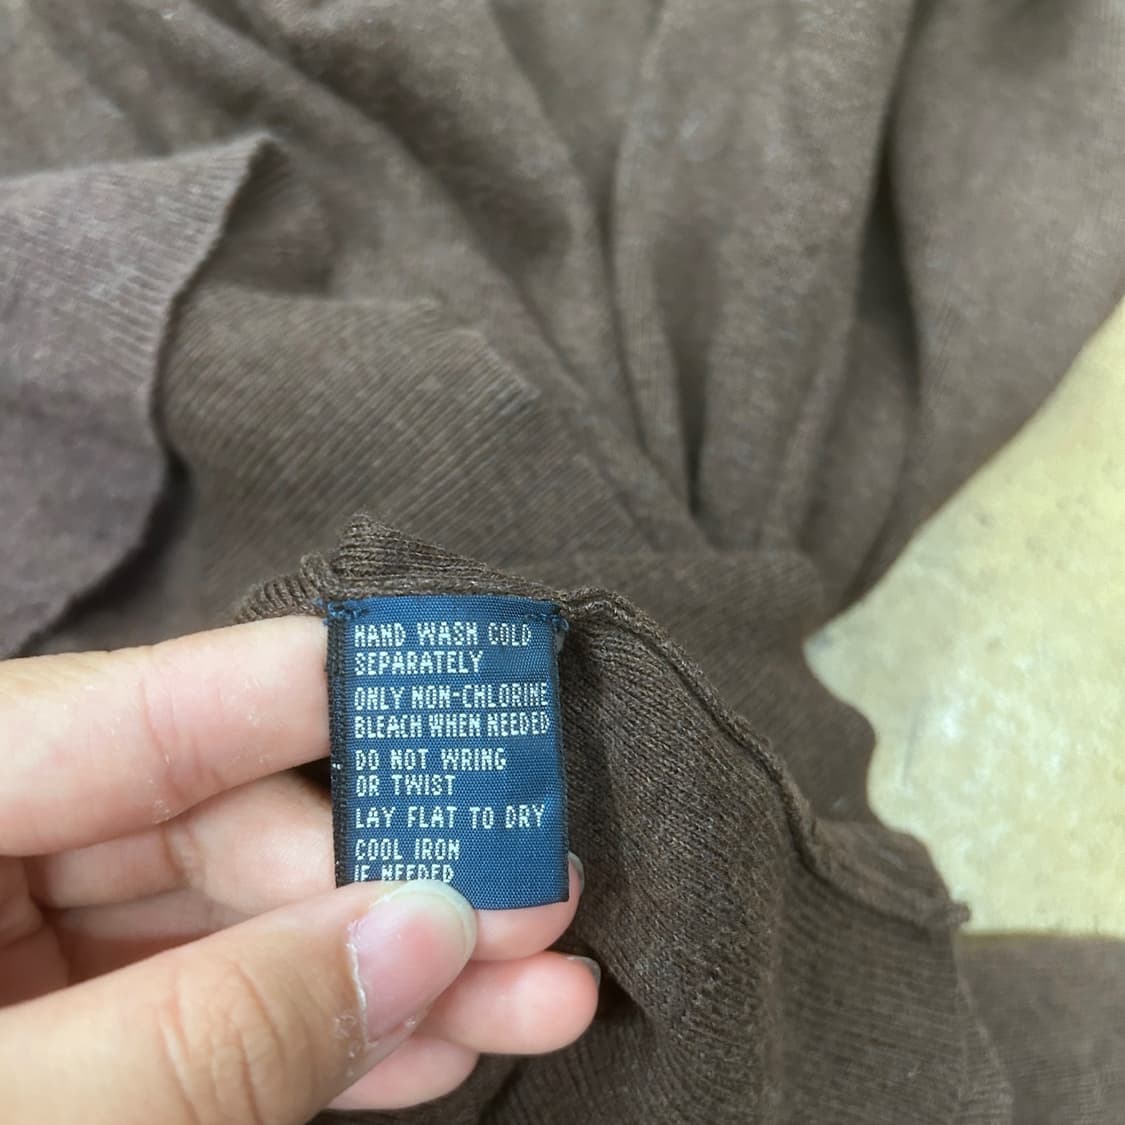 HAND WASH COLD
SEPARATELY
ONLY NON-CHLORINE
BLEACH WHEN NEEDED
DO NOT WRING
OR TWIST
LAY FLAT TO DRY
COOL IRON
IF NEEDED